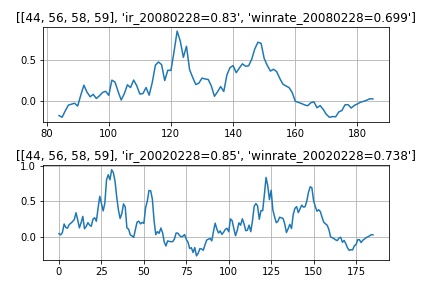 [[44, 56, 58, 59], 'ir_20080228=0.83', 'winrate_20080228=0.699']
0.5
0.0
80 100 120 140 160 180
[[44, 56, 58, 59], 'ir_20020228=0.85', 'winrate_20020228=0.738']
1.0
0.5
0.0
0 25 50 75 100 125 150 175